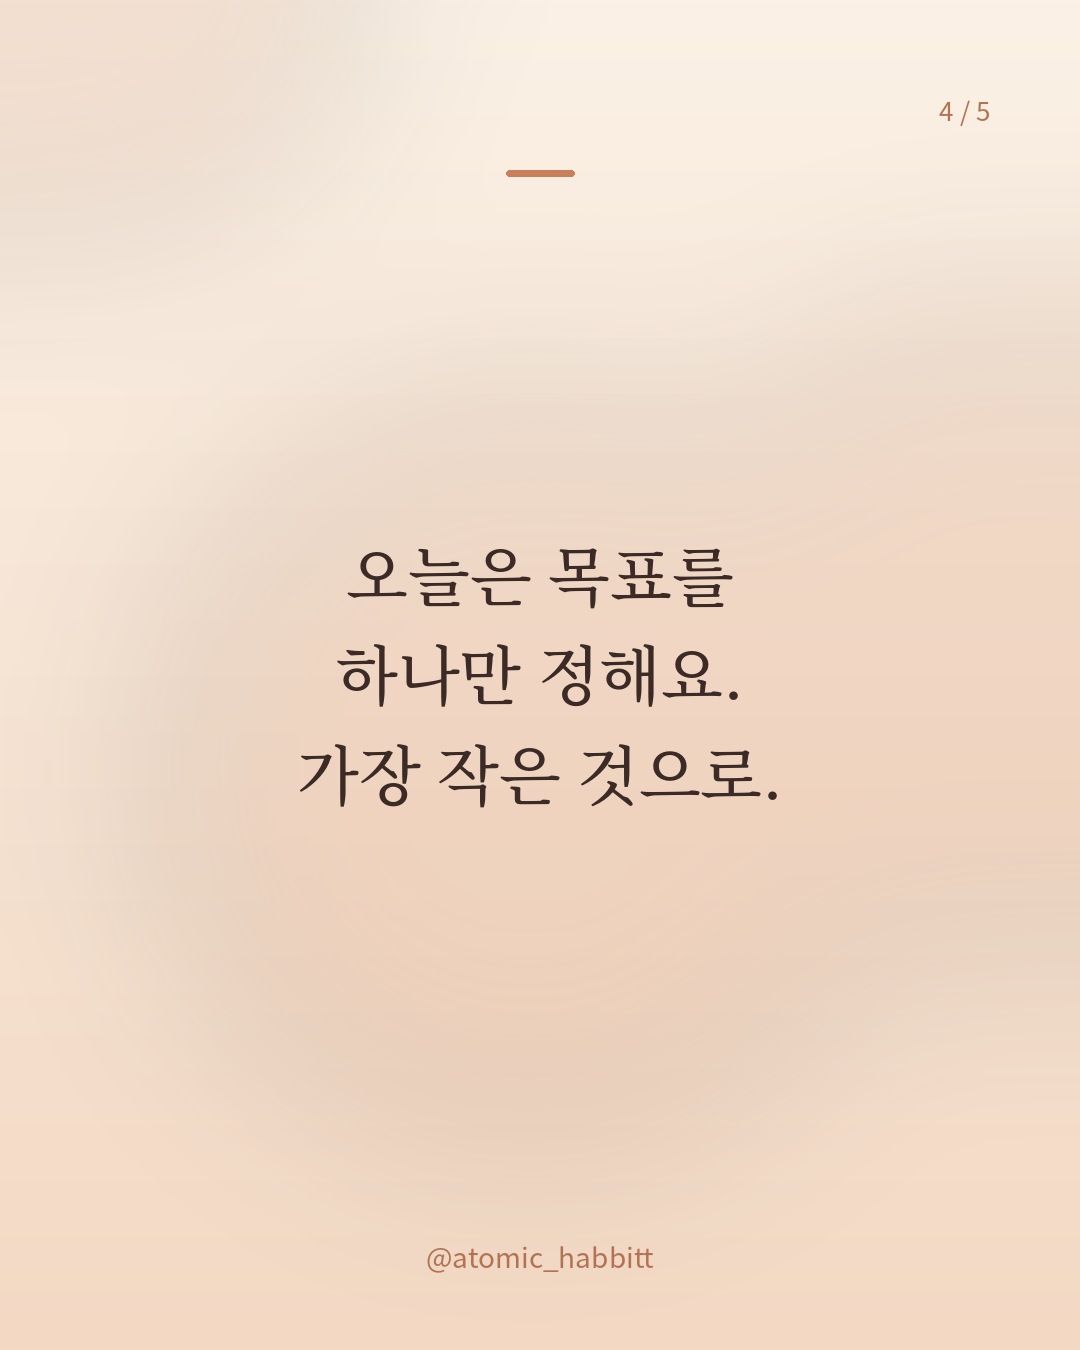 4 / 5
오늘은 목표를
하나만 정해요.
가장 작은 것으로.
@atomic_habbitt